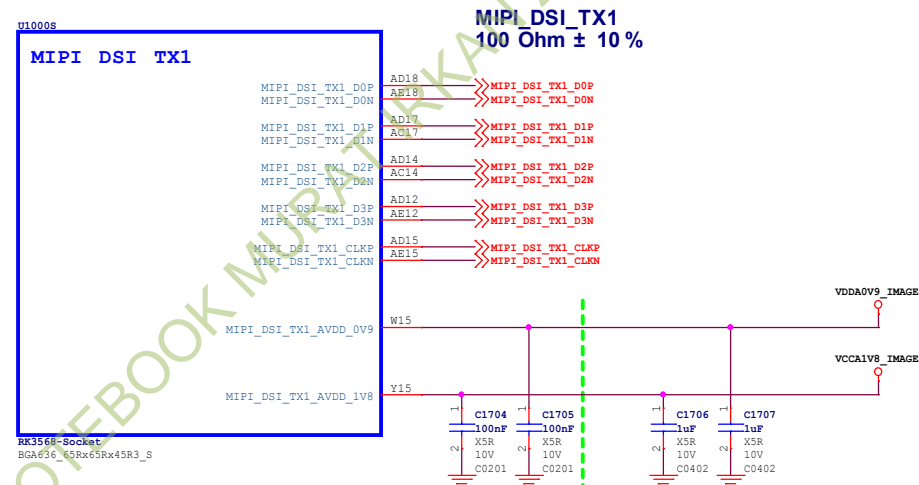 U1000S
MIPI_DSI_TX1
100 Ohm ± 10 %
MIPI DSI TX1
MIPI_DSI_TX1_D0P AD18 MIPI_DSI_TX1_D0P
MIPI_DSI_TX1_D0N AE18 MIPI_DSI_TX1_D0N
MIPI_DSI_TX1_D1P AD17 MIPI_DSI_TX1_D1P
MIPI_DSI_TX1_D1N AC17 MIPI_DSI_TX1_D1N
MIPI_DSI_TX1_D2P AD14 MIPI_DSI_TX1_D2P
MIPI_DSI_TX1_D2N AC14 MIPI_DSI_TX1_D2N
MIPI_DSI_TX1_D3P AD12 MIPI_DSI_TX1_D3P
MIPI_DSI_TX1_D3N AE12 MIPI_DSI_TX1_D3N
MIPI_DSI_TX1_CLKP AD15 MIPI_DSI_TX1_CLKP
MIPI_DSI_TX1_CLKN AE15 MIPI_DSI_TX1_CLKN
VDDA0V9_IMAGE
MIPI_DSI_TX1_AVDD_0V9 W15
VCCA1V8_IMAGE
MIPI_DSI_TX1_AVDD_1V8 Y15
1 C1704 1 C1705 1 C1706 1 C1707
100nF 100nF 1uF 1uF
X5R X5R X5R X5R
2 10V 2 10V 2 10V 2 10V
C0201 C0201 C0402 C0402
RK3568-Socket
BGA636_65Rx65Rx45R3_S
OTEBOOK MURAT IRKAN